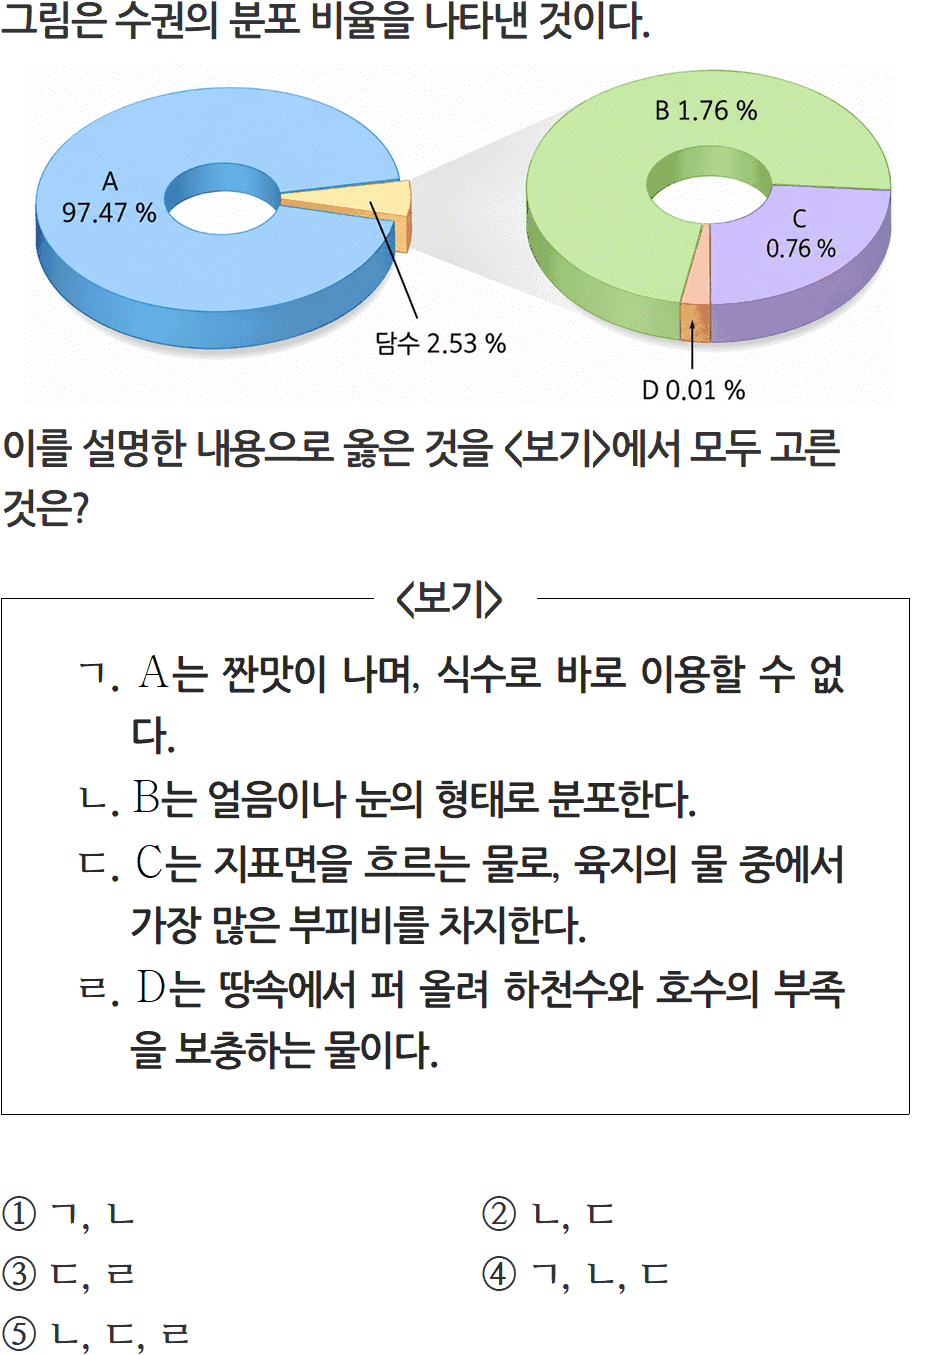 그림은 수권의 분포 비율을 나타낸 것이다.
A
97.47 %
담수 2.53 %
B 1.76 %
C
0.76 %
D 0.01 %
이를 설명한 내용으로 옳은 것을 <보기>에서 모두 고른
것은?
<보기>
ㄱ. A는 짠맛이 나며, 식수로 바로 이용할 수 없
다.
ㄴ. B는 얼음이나 눈의 형태로 분포한다.
ㄷ. C는 지표면을 흐르는 물로, 육지의 물 중에서
가장 많은 부피비를 차지한다.
ㄹ. D는 땅속에서 퍼 올려 하천수와 호수의 부족
을 보충하는 물이다.
① ㄱ, ㄴ
② ㄴ, ㄷ
③ ㄷ, ㄹ
④ ㄱ, ㄴ, ㄷ
⑤ ㄴ, ㄷ, ㄹ